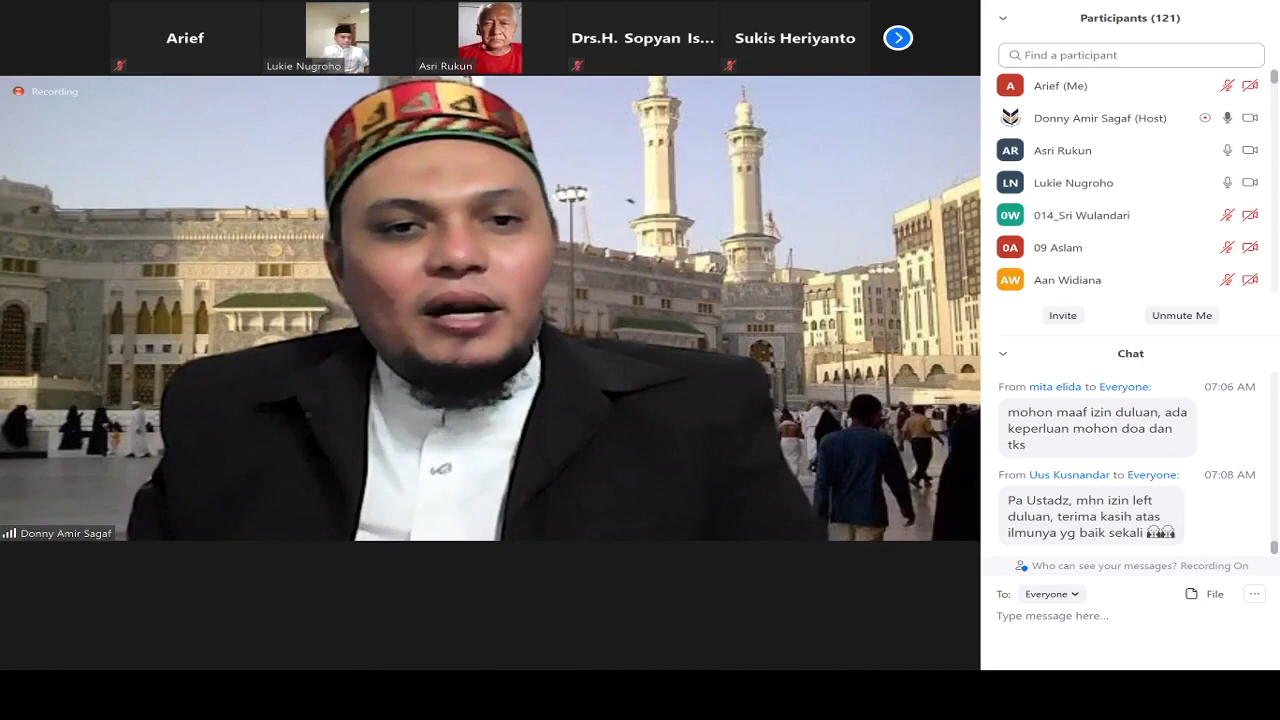 Arief
Lukie Nugroho
Asri Rukun
Drs.H. Sopyan Is...
Sukis Heriyanto
Recording
Donny Amir Sagaf
Participants (121)
Find a participant
A Arief (Me)
Donny Amir Sagaf (Host)
AR Asri Rukun
LN Lukie Nugroho
0W 014_Sri Wulandari
0A 09 Aslam
AW Aan Widiana
Invite Unmute Me
Chat
From mita elida to Everyone: 07:06 AM
mohon maaf izin duluan, ada
keperluan mohon doa dan
tks
From Uus Kusnandar to Everyone: 07:08 AM
Pa Ustadz, mhn izin left
duluan, terima kasih atas
ilmunya yg baik sekali
Who can see your messages? Recording On
To: Everyone File
Type message here...